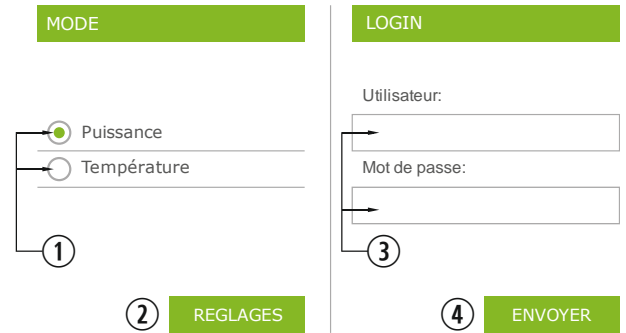 MODE
Puissance
Température
1
2 REGLAGES
LOGIN
Utilisateur:
Mot de passe:
3
4 ENVOYER